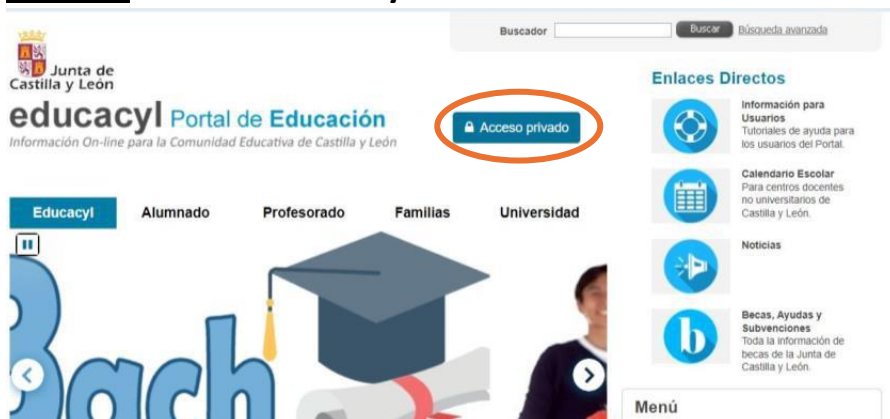 Buscador
Buscar
Búsqueda avanzada
Junta de
Castilla y León
educacyl Portal de Educación
Información On-line para la Comunidad Educativa de Castilla y León
Acceso privado
Educacyl
Alumnado
Profesorado
Familias
Universidad
Bach
Enlaces Directos
Información para
Usuarios
Tutoriales de ayuda para
los usuarios del Portal.
Calendario Escolar
Para centros docentes
no universitarios de
Castilla y León.
Noticias
Becas, Ayudas y
Subvenciones
Toda la información de
becas de la Junta de
Castilla y León.
Menú